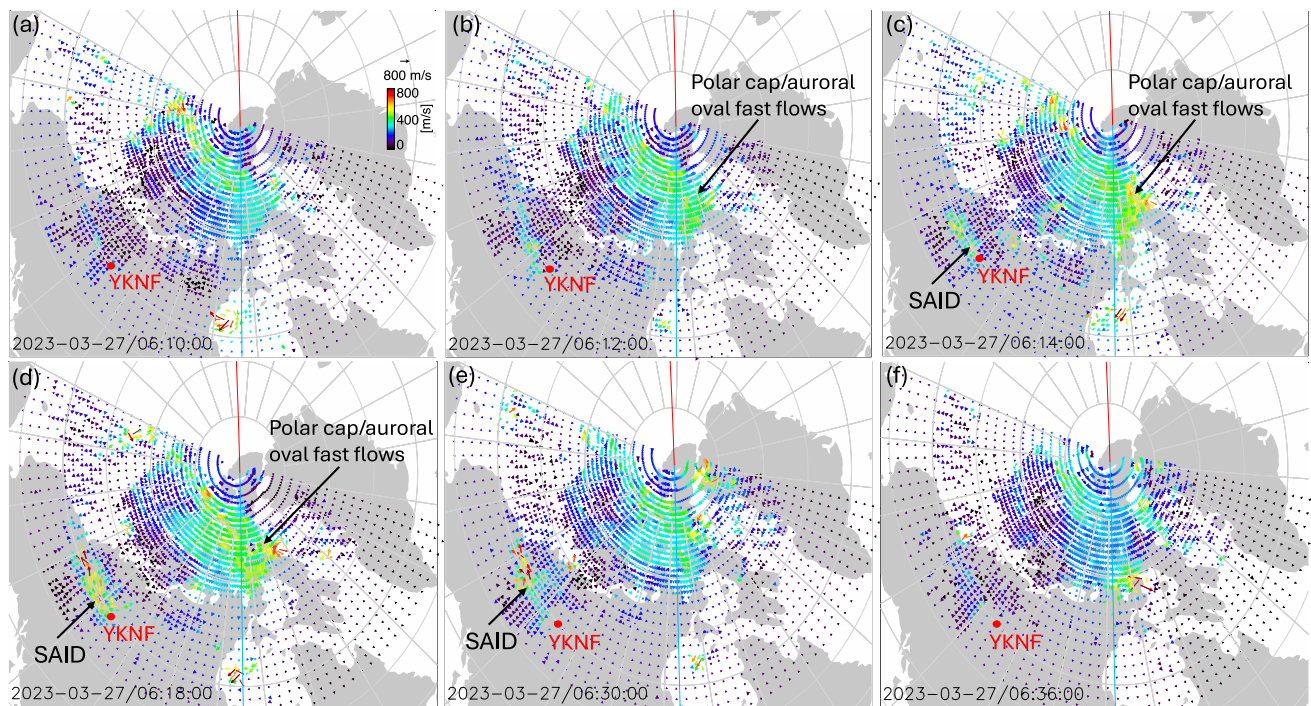 (a)
800 m/s
800
400
0
[m/s]
YKNF
2023-03-27/06:10:00
(b)
Polar cap/auroral
oval fast flows
YKNF
2023-03-27/06:12:00
(c)
Polar cap/auroral
oval fast flows
SAID
YKNF
2023-03-27/06:14:00
(d)
Polar cap/auroral
oval fast flows
SAID
YKNF
2023-03-27/06:18:00
(e)
SAID
YKNF
2023-03-27/06:30:00
(f)
YKNF
2023-03-27/06:36:00